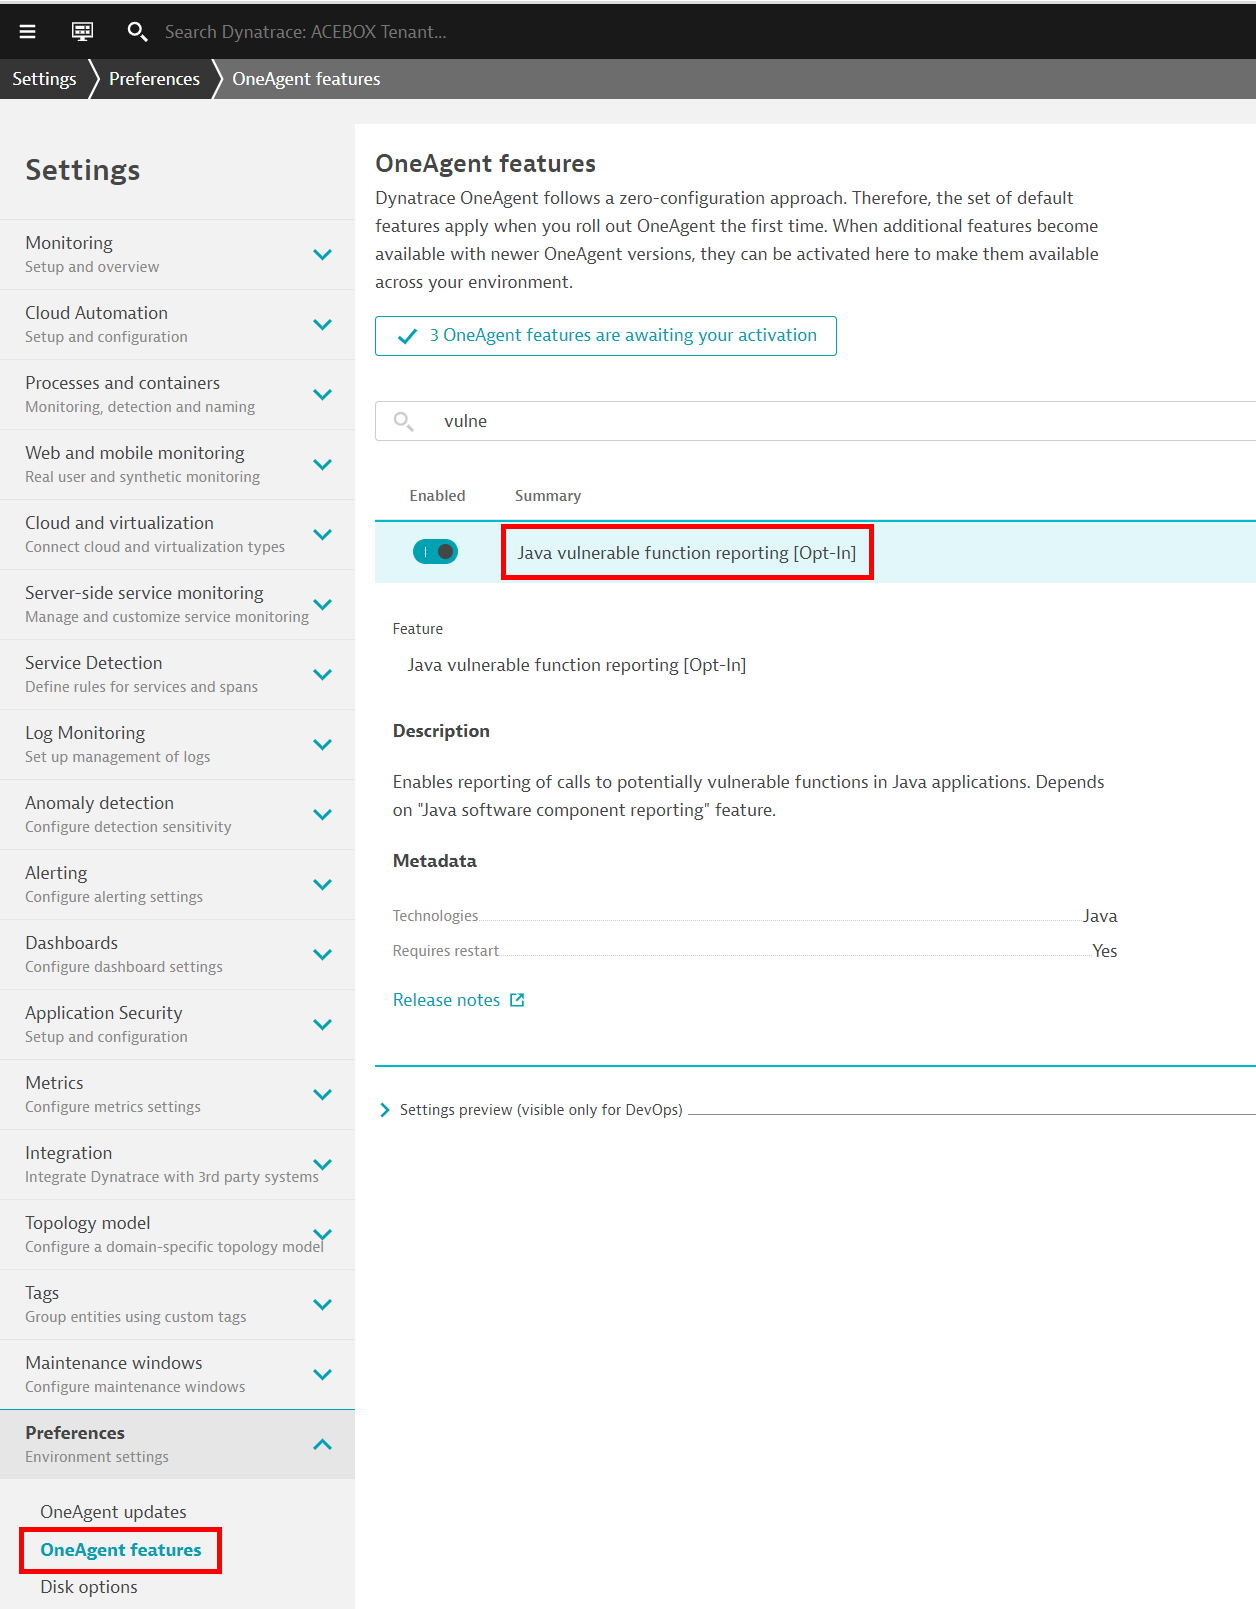 Search Dynatrace: ACEBOX Tenant...
Settings
Preferences
OneAgent features
Settings
Monitoring
Setup and overview
Cloud Automation
Setup and configuration
Processes and containers
Monitoring, detection and naming
Web and mobile monitoring
Real user and synthetic monitoring
Cloud and virtualization
Connect cloud and virtualization types
Server-side service monitoring
Manage and customize service monitoring
Service Detection
Define rules for services and spans
Log Monitoring
Set up management of logs
Anomaly detection
Configure detection sensitivity
Alerting
Configure alerting settings
Dashboards
Configure dashboard settings
Application Security
Setup and configuration
Metrics
Configure metrics settings
Integration
Integrate Dynatrace with 3rd party systems
Topology model
Configure a domain-specific topology model
Tags
Group entities using custom tags
Maintenance windows
Configure maintenance windows
Preferences
Environment settings
OneAgent updates
OneAgent features
Disk options
OneAgent features
Dynatrace OneAgent follows a zero-configuration approach. Therefore, the set of default
features apply when you roll out OneAgent the first time. When additional features become
available with newer OneAgent versions, they can be activated here to make them available
across your environment.
3 OneAgent features are awaiting your activation
vulne
Enabled Summary
Java vulnerable function reporting [Opt-In]
Feature
Java vulnerable function reporting [Opt-In]
Description
Enables reporting of calls to potentially vulnerable functions in Java applications. Depends
on "Java software component reporting" feature.
Metadata
Technologies Java
Requires restart Yes
Release notes
Settings preview (visible only for DevOps)